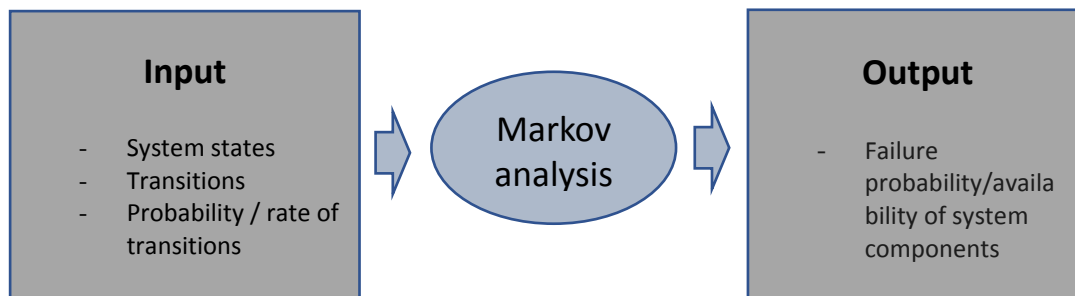 Input
- System states
- Transitions
- Probability / rate of
transitions
Markov
analysis
Output
- Failure
probability/availa
bility of system
components